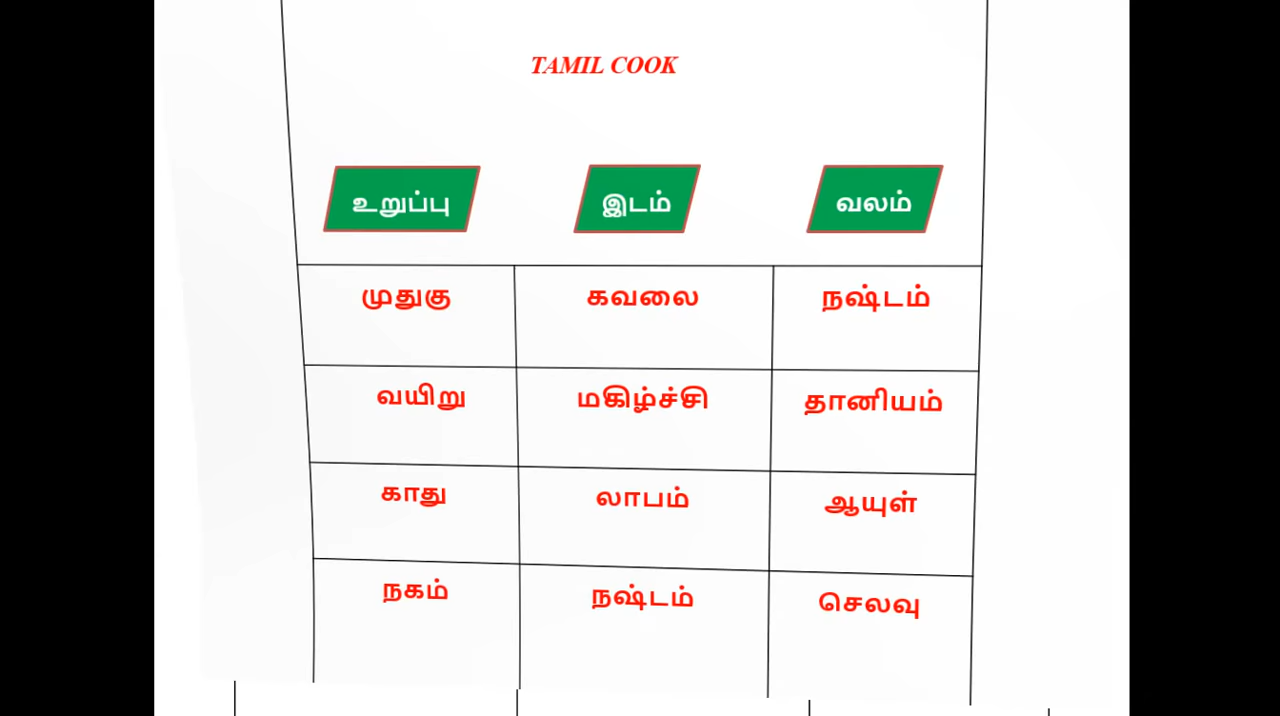 TAMIL COOK
உறுப்பு இடம் வலம்
முதுகு கவலை நஷ்டம்
வயிறு மகிழ்ச்சி தானியம்
காது லாபம் ஆயுள்
நகம் நஷ்டம் செலவு